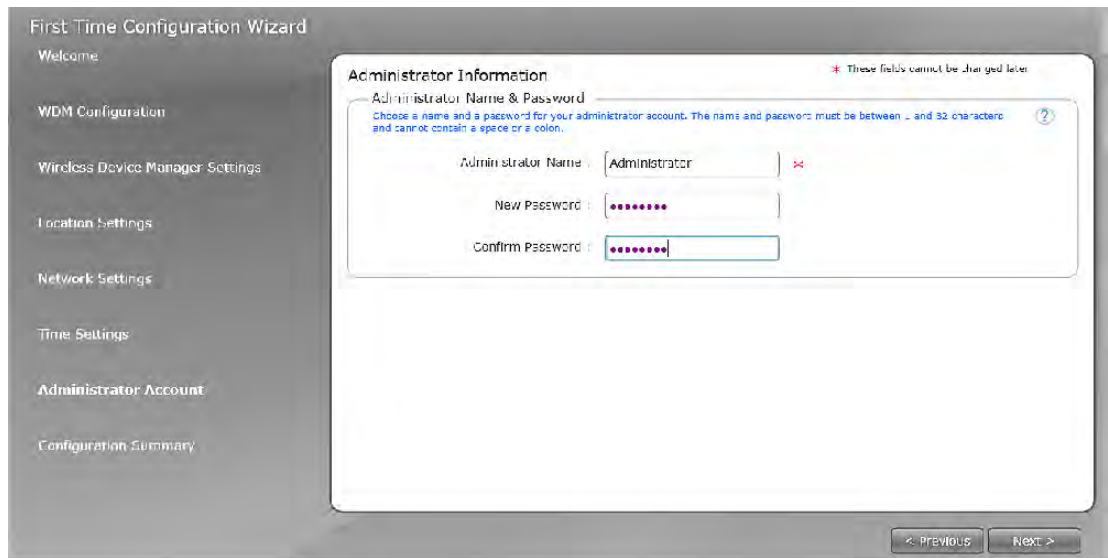 First Time Configuration Wizard
Welcome
WDM Configuration
Wireless Device Manager Settings
Location Settings
Network Settings
Time Settings
Administrator Account
Configuration Summary
Administrator Information
* These fields cannot be changed later
Administrator Name & Password
Choose a name and a password for your administrator account. The name and password must be between 1 and 32 characters
and cannot contain a space or a colon.
?
Administrator Name :
Administrator
*
New Password :
••••••••
Confirm Password :
••••••••
< Previous
Next >